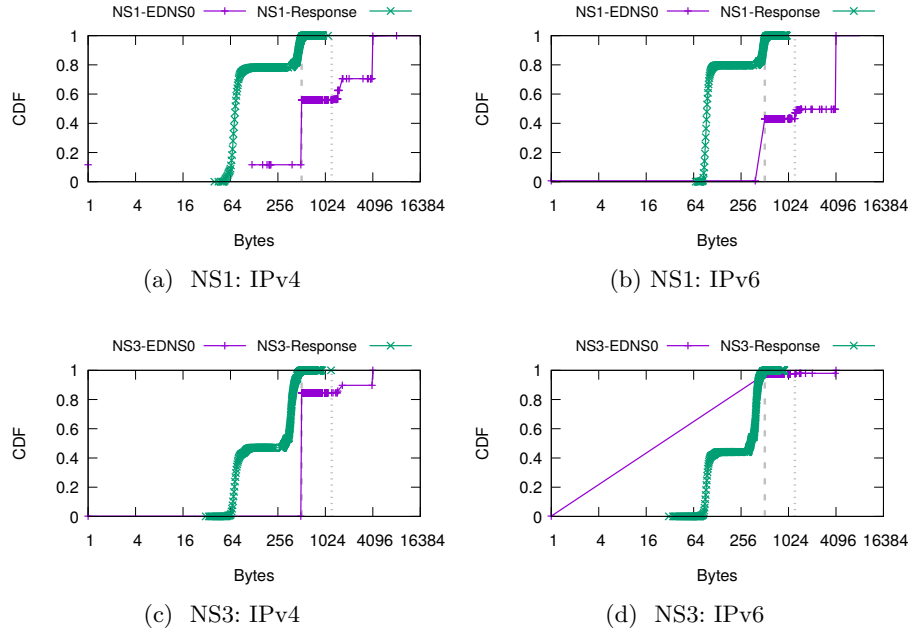 NS1-EDNS0 NS1-Response
1
0.8
0.6
0.4
0.2
0
CDF
1 4 16 64 256 1024 4096 16384
Bytes
(a) NS1: IPv4
NS1-EDNS0 NS1-Response
1
0.8
0.6
0.4
0.2
0
CDF
1 4 16 64 256 1024 4096 16384
Bytes
(b) NS1: IPv6
NS3-EDNS0 NS3-Response
1
0.8
0.6
0.4
0.2
0
CDF
1 4 16 64 256 1024 4096 16384
Bytes
(c) NS3: IPv4
NS3-EDNS0 NS3-Response
1
0.8
0.6
0.4
0.2
0
CDF
1 4 16 64 256 1024 4096 16384
Bytes
(d) NS3: IPv6